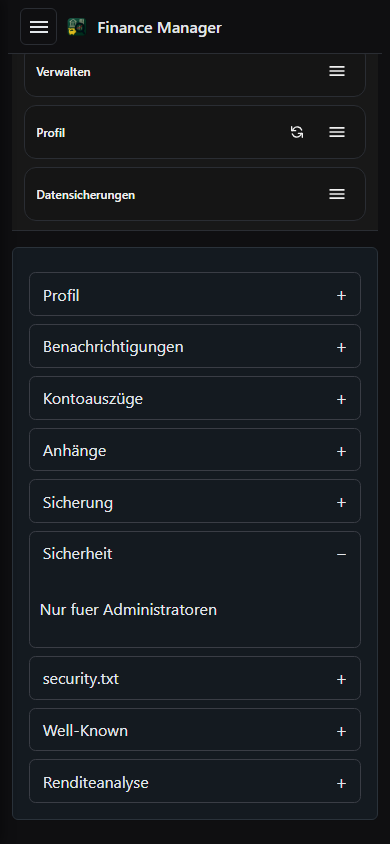 Finance Manager
Verwalten
Profil
Datensicherungen
Profil +
Benachrichtigungen +
Kontoauszüge +
Anhänge +
Sicherung +
Sicherheit –
Nur fuer Administratoren
security.txt +
Well-Known +
Renditeanalyse +